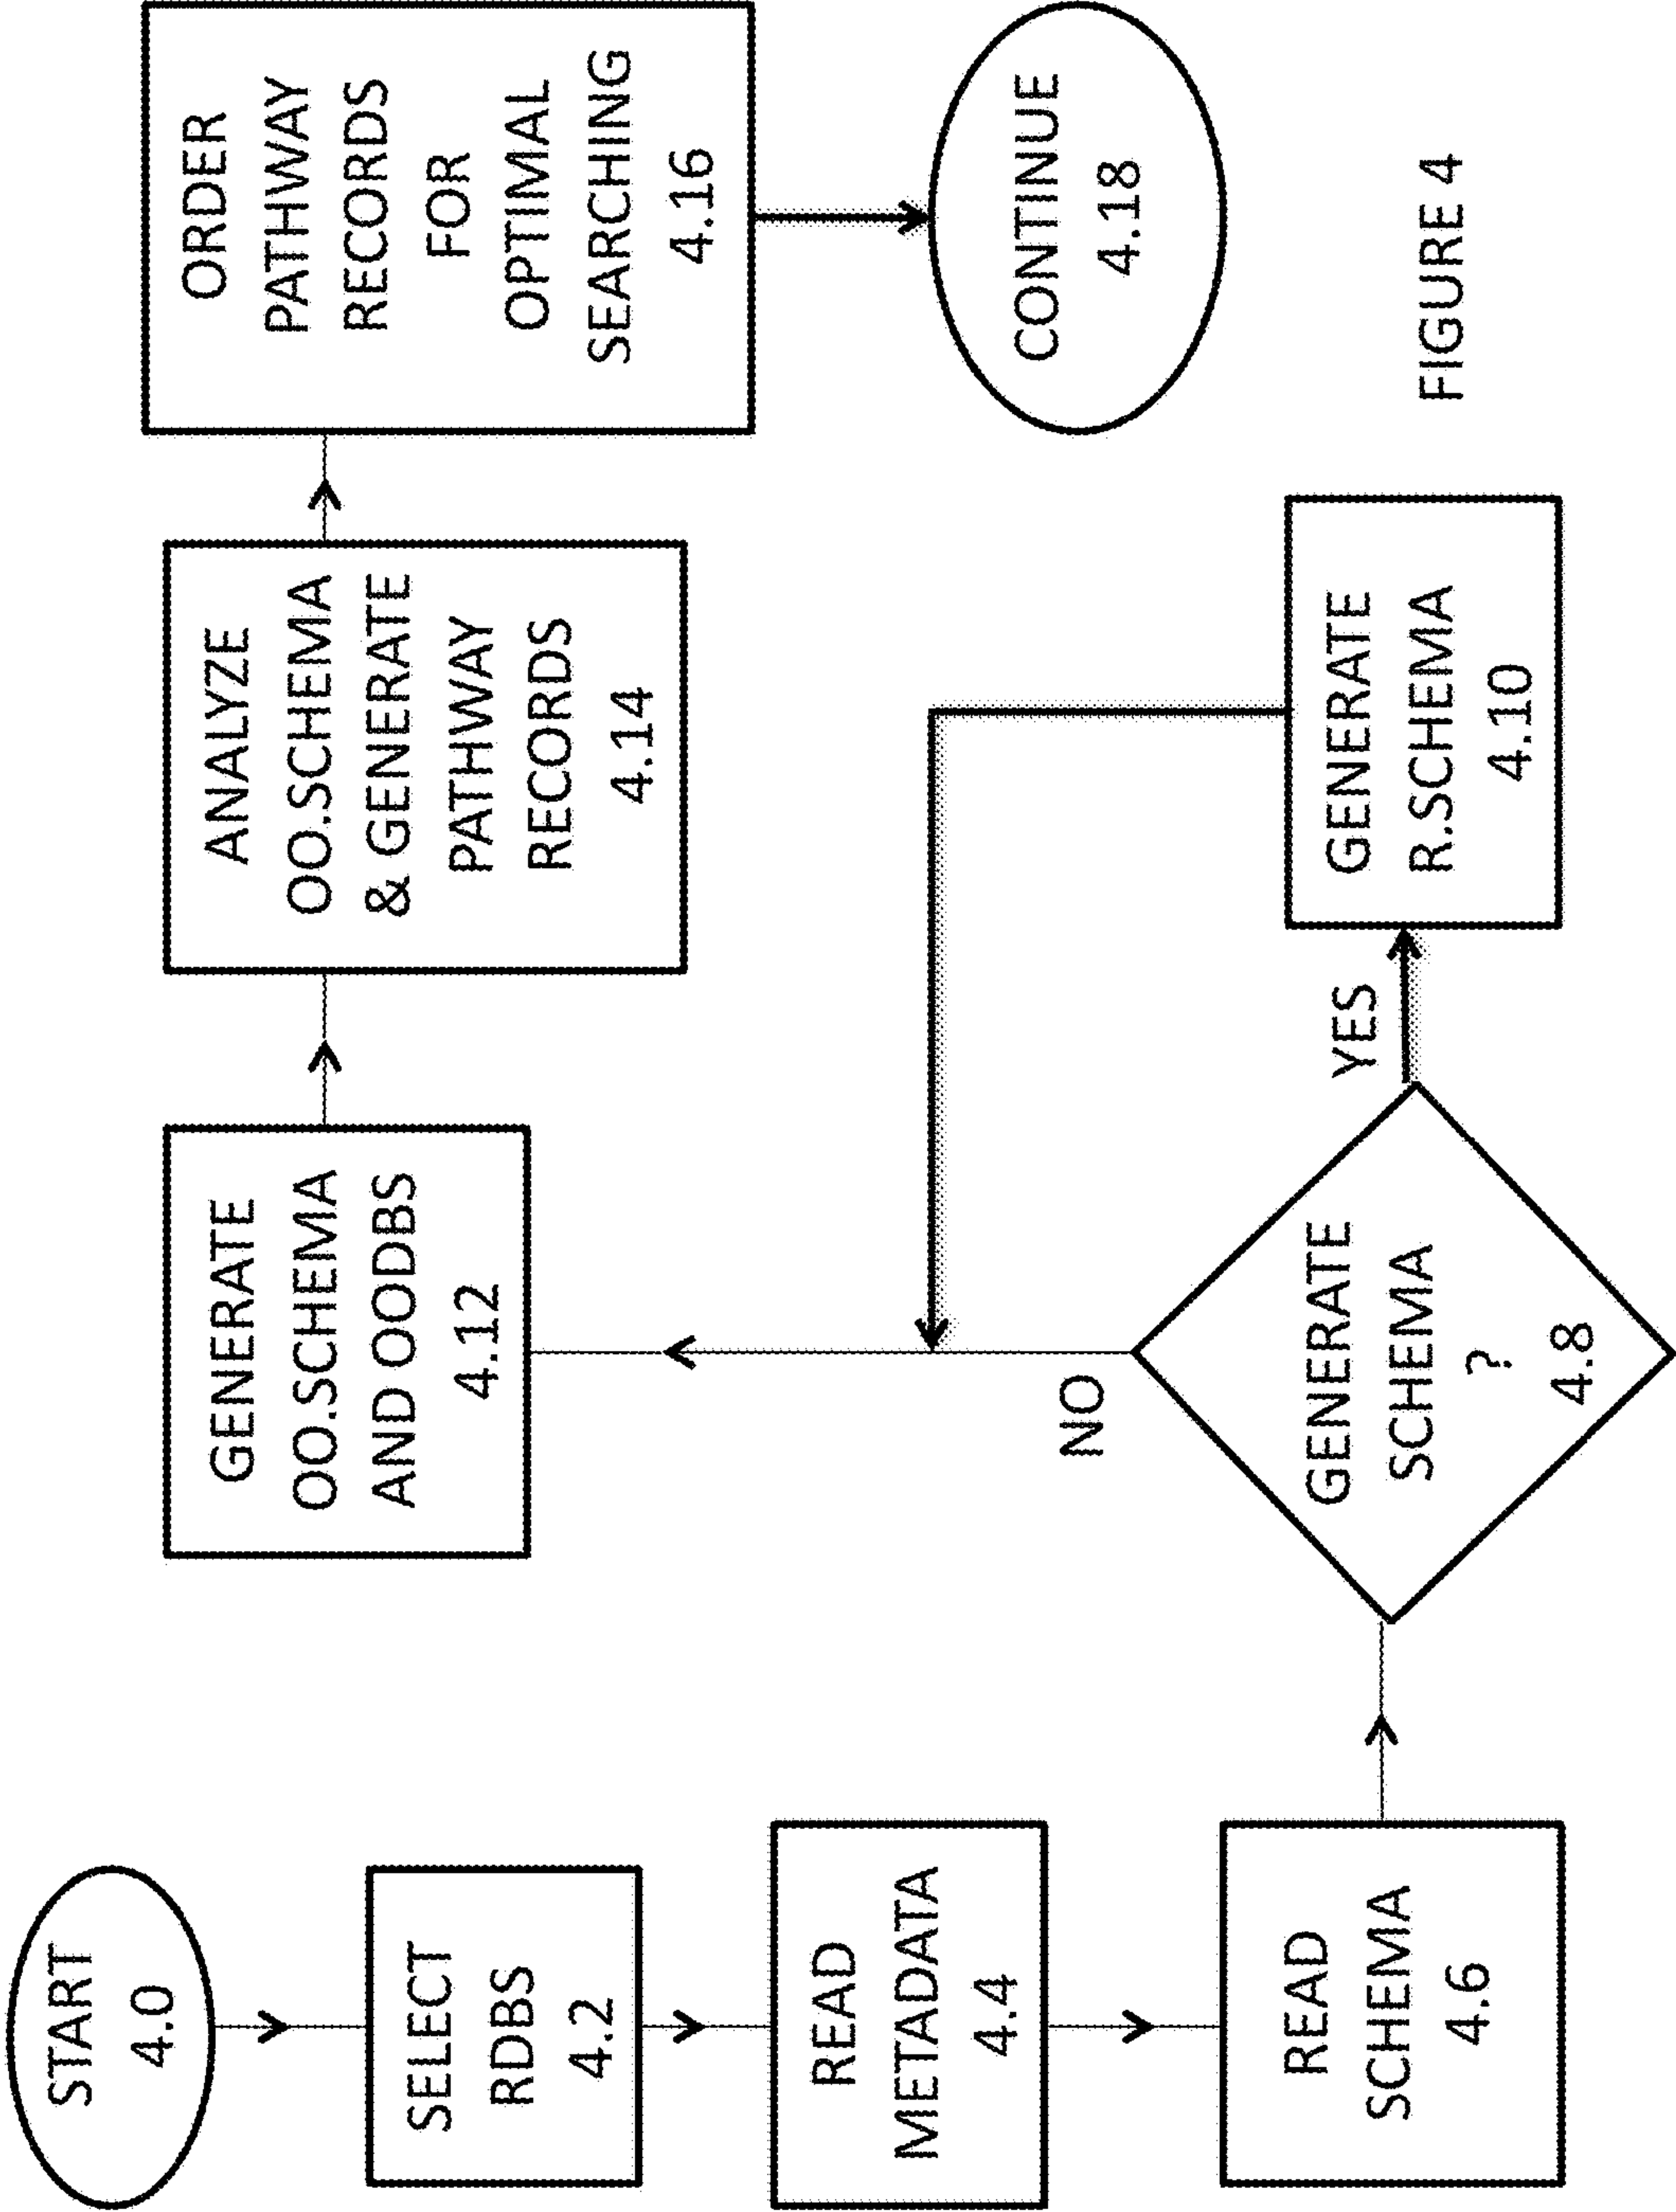 START
4.0
SELECT
RDBS
4.2
READ
METADATA
4.4
READ
SCHEMA
4.6
GENERATE
SCHEMA
?
4.8
YES
NO
GENERATE
R.SCHEMA
4.10
GENERATE
OO.SCHEMA
AND OODBS
4.12
ANALYZE
OO.SCHEMA
& GENERATE
PATHWAY
RECORDS
4.14
ORDER
PATHWAY
RECORDS
FOR
OPTIMAL
SEARCHING
4.16
CONTINUE
4.18
FIGURE 4